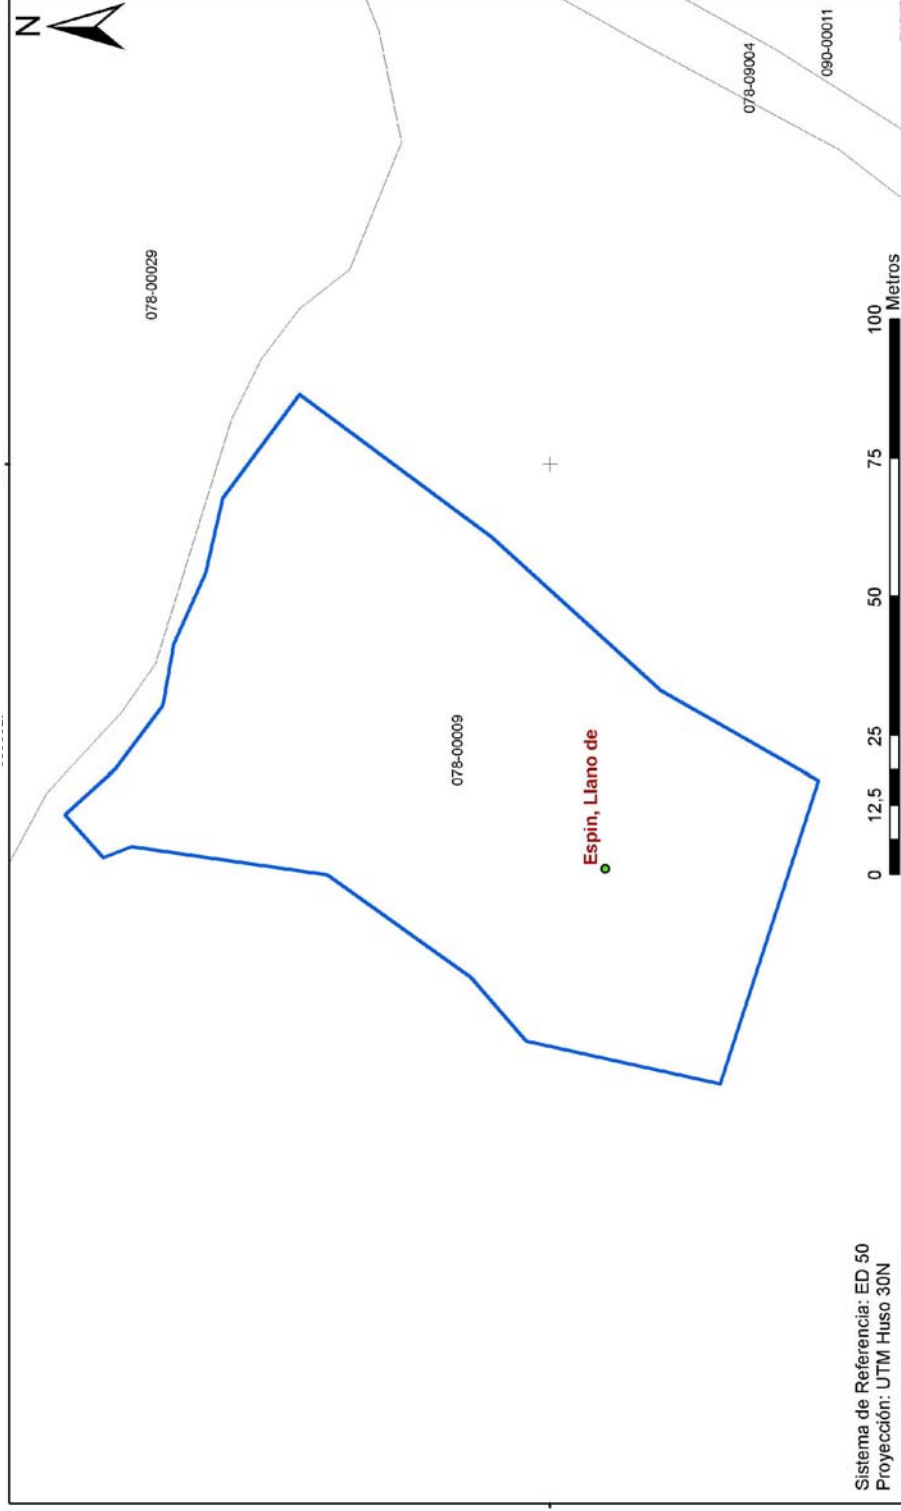 N
078-00029
078-09004
090-00011
078-00009
Espin, Llano de
0 12,5 25 50 75 100
Metros
Sistema de Referencia: ED 50
Proyección: UTM Huso 30N